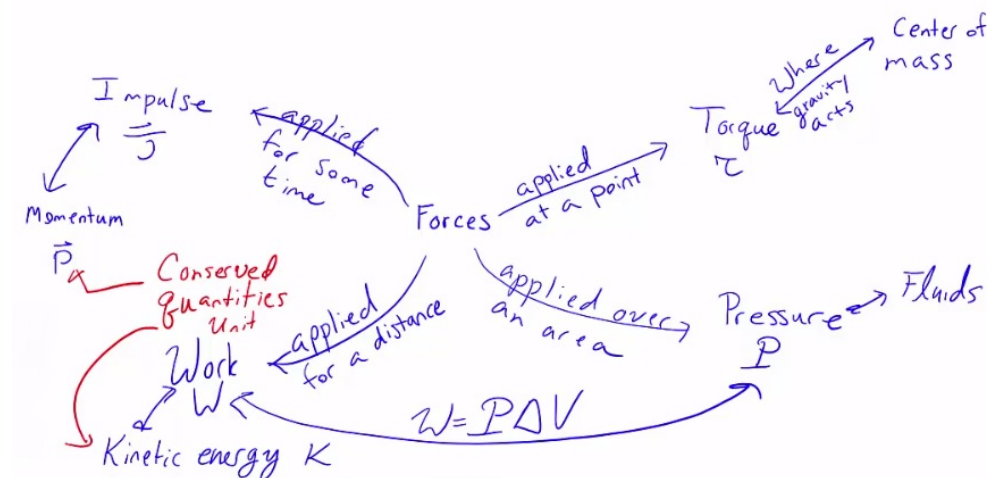 Impulse
J
applied
for some
time
Momentum
P
Forces
applied
at a point
Torque
τ
Where
gravity
acts
Center of
mass
Conserved
quantities
Unit
applied
for a distance
Work
W
Kinetic energy K
applied over
an area
Pressure
P
Fluids
W=PΔV